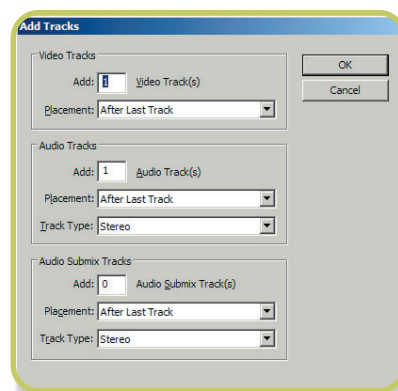 Add Tracks
Video Tracks
Add: 1 Video Track(s)
Placement: After Last Track
Audio Tracks
Add: 1 Audio Track(s)
Placement: After Last Track
Track Type: Stereo
Audio Submix Tracks
Add: 0 Audio Submix Track(s)
Placement: After Last Track
Track Type: Stereo
OK
Cancel